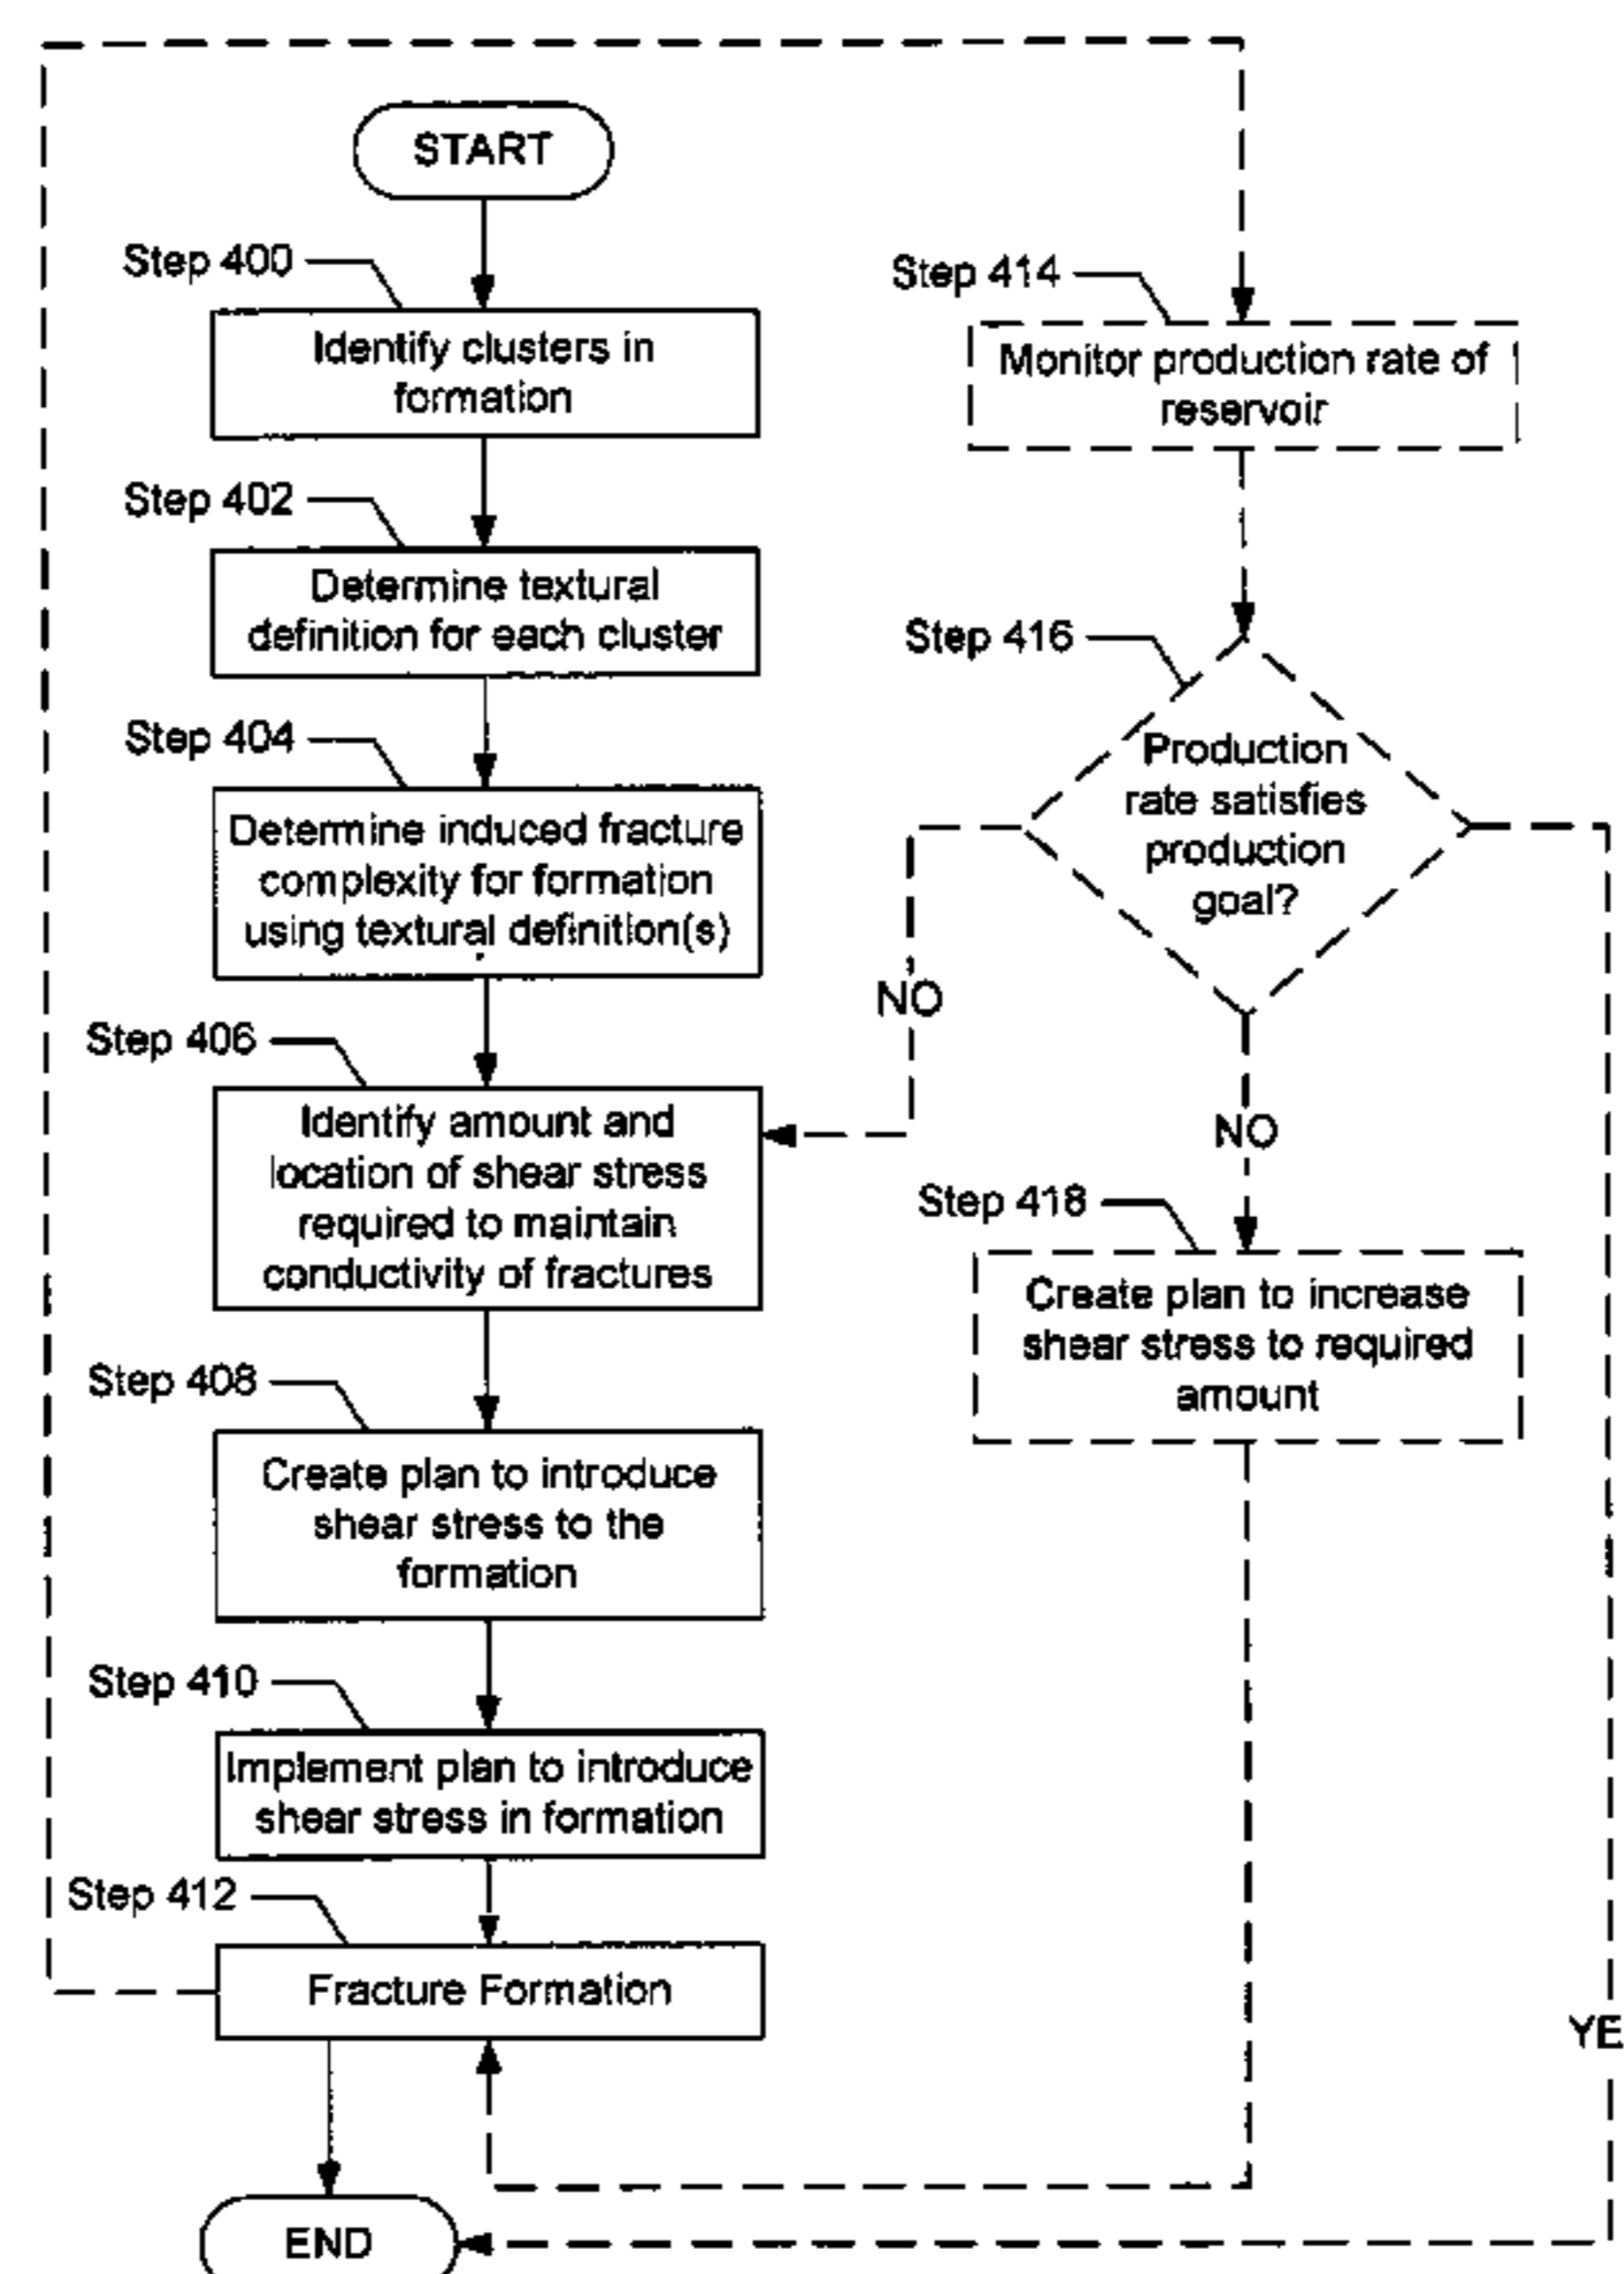 START
Step 400
Identify clusters in
formation
Step 402
Determine textural
definition for each cluster
Step 404
Determine induced fracture
complexity for formation
using textural definition(s)
Step 406
Identify amount and
location of shear stress
required to maintain
conductivity of fractures
Step 408
Create plan to introduce
shear stress to the
formation
Step 410
Implement plan to introduce
shear stress in formation
Step 412
Fracture Formation
END
Step 414
Monitor production rate of
reservoir
Step 416
Production
rate satisfies
production
goal?
NO
NO
Step 418
Create plan to increase
shear stress to required
amount
YE